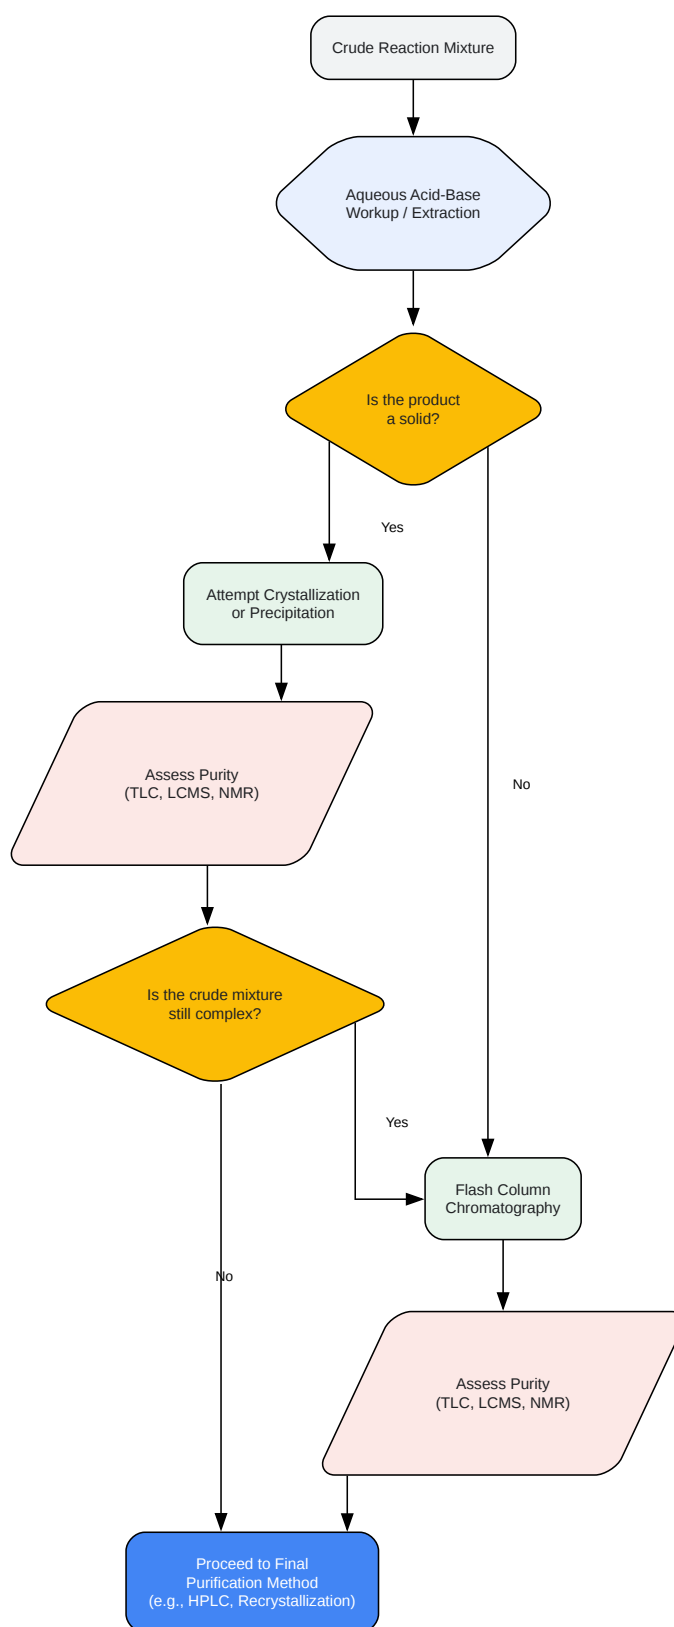 Crude Reaction Mixture
Aqueous Acid-Base
Workup / Extraction
Is the product
a solid?
Yes
Attempt Crystallization
or Precipitation
Assess Purity
(TLC, LCMS, NMR)
No
Is the crude mixture
still complex?
Yes
Flash Column
Chromatography
No
Assess Purity
(TLC, LCMS, NMR)
Proceed to Final
Purification Method
(e.g., HPLC, Recrystallization)